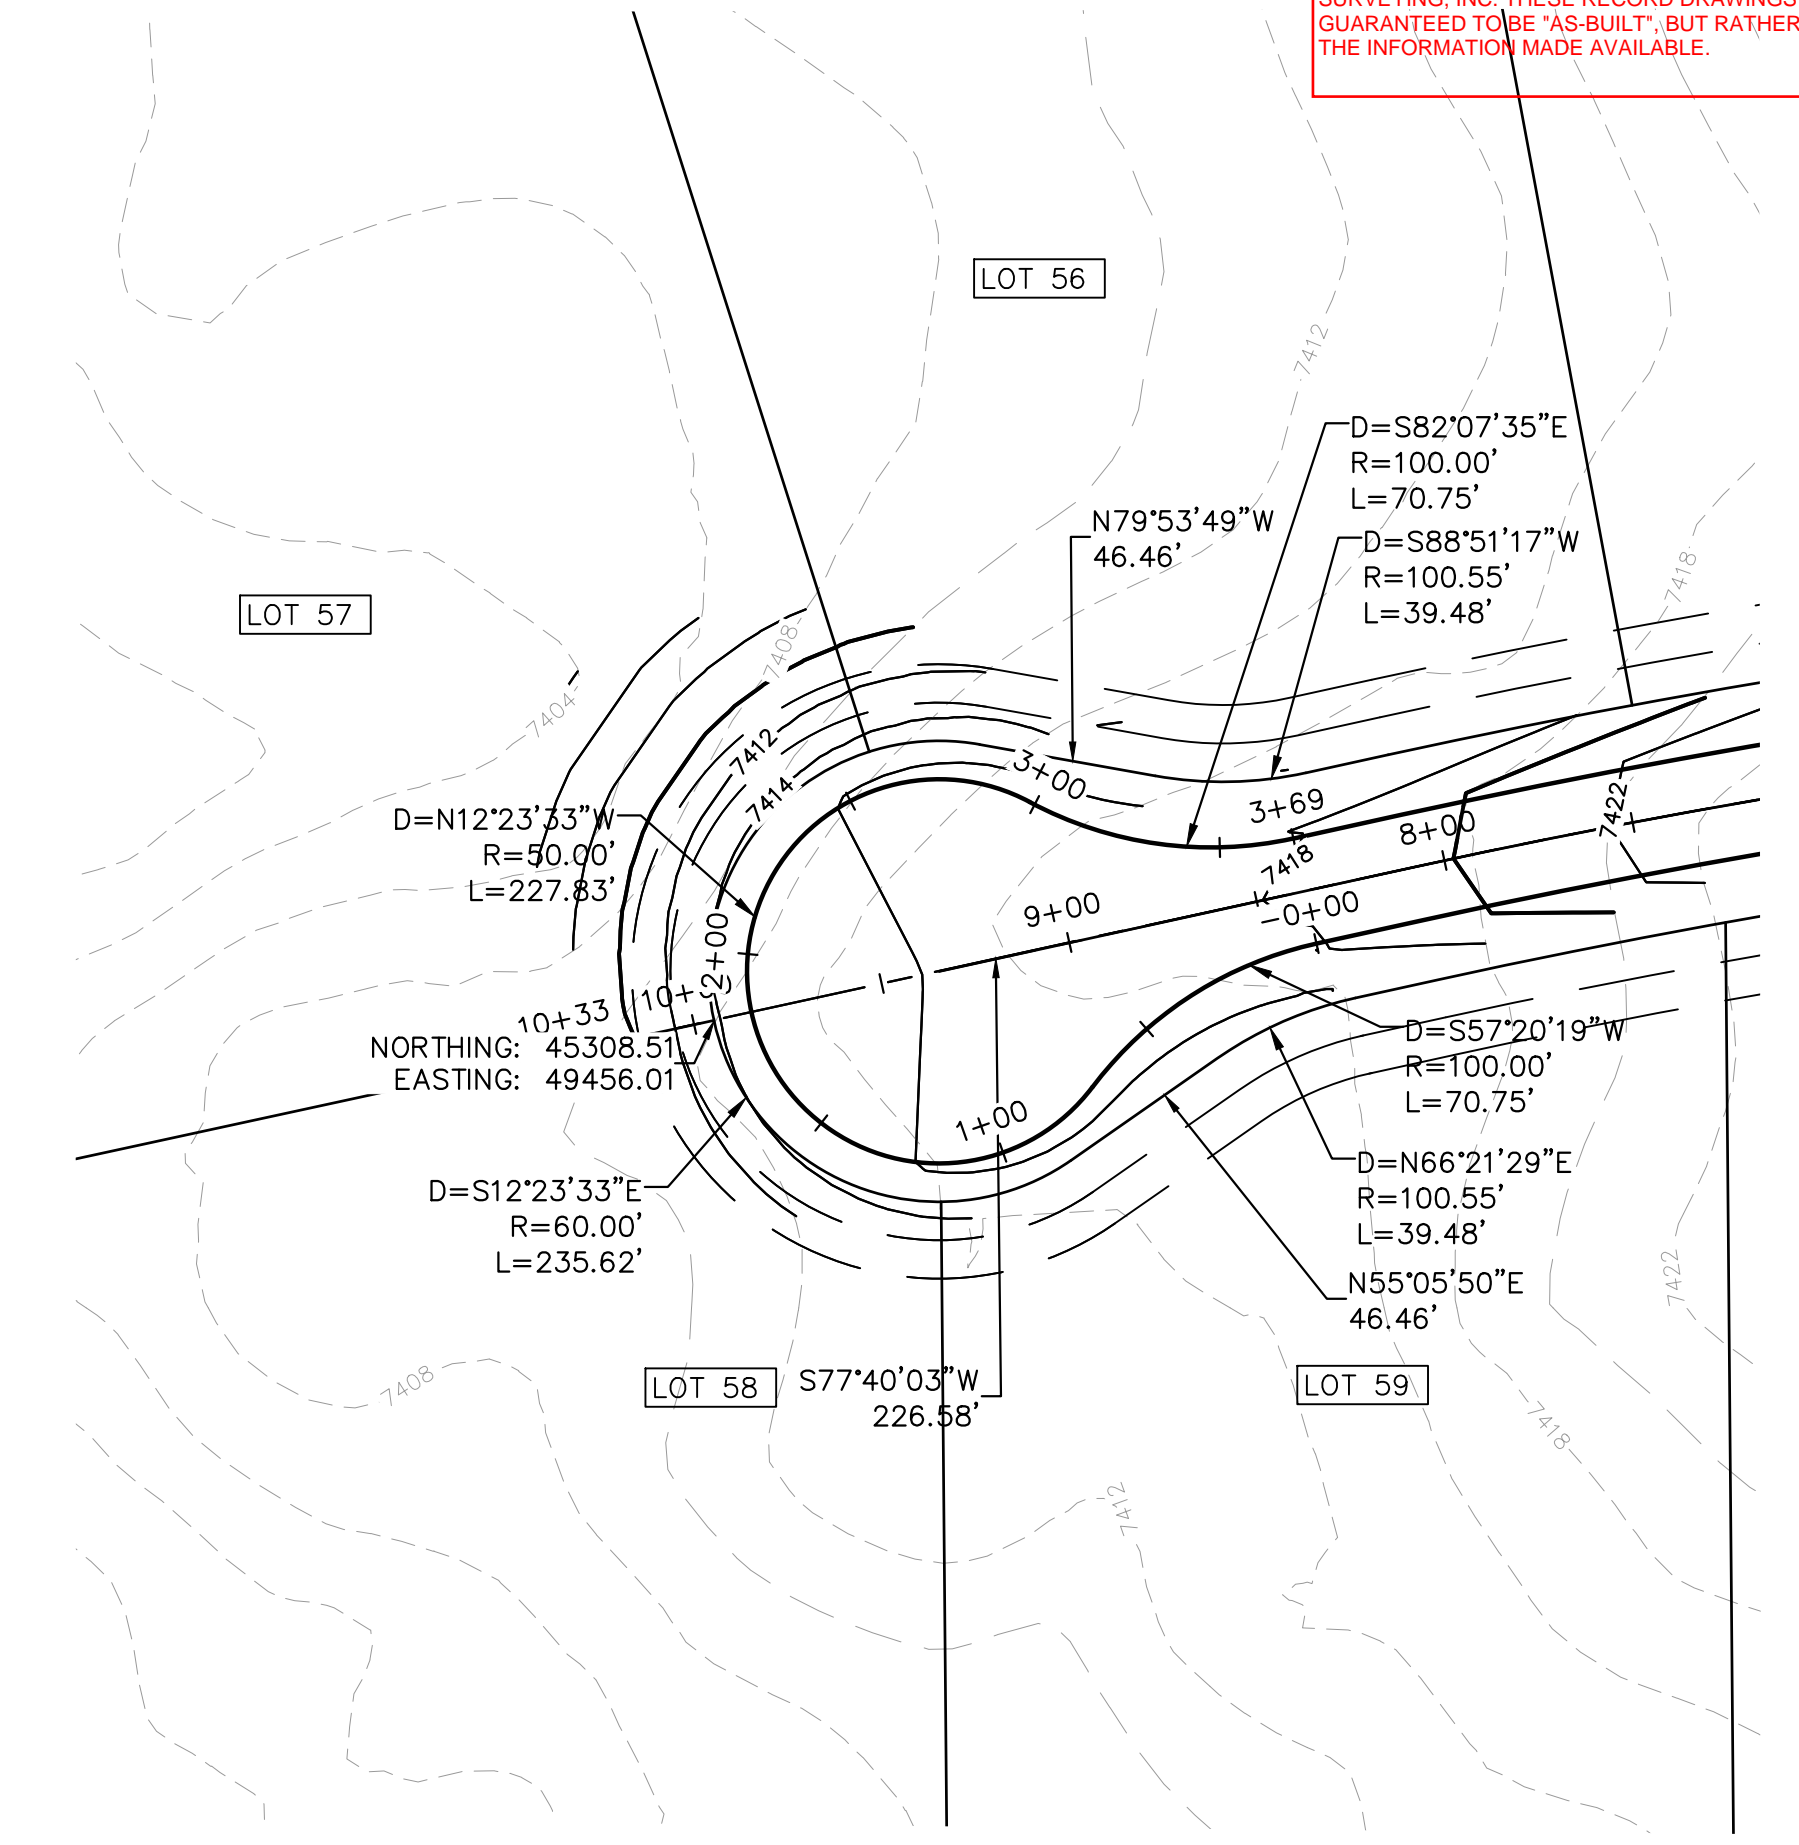 SURVEYING, INC. THESE RECORD DRAWINGS
GUARANTEED TO BE "AS-BUILT", BUT RATHER
THE INFORMATION MADE AVAILABLE.
LOT 56
7412
D=S82°07'35"E
R=100.00'
L=70.75'
N79°53'49"W
46.46'
D=S88°51'17"W
R=100.55'
L=39.48'
7418
LOT 57
7408
7404
7412
7414
3+00
3+69
8+00
7422
7418
D=N12°23'33"W
R=50.00'
L=227.83'
9+00
-0+00
2+00
10+33
NORTHING: 45308.51
EASTING: 49456.01
D=S57°20'19"W
R=100.00'
L=70.75'
1+00
D=N66°21'29"E
R=100.55'
L=39.48'
D=S12°23'33"E
R=60.00'
L=235.62'
N55°05'50"E
46.46'
7422
7408
LOT 58
S77°40'03"W
226.58'
LOT 59
7418
7412